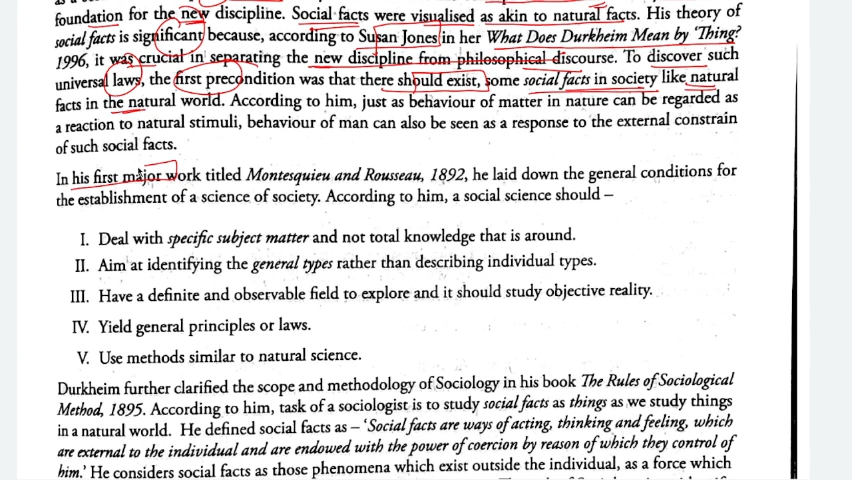 foundation for the new discipline. Social facts were visualised as akin to natural facts. His theory of
social facts is significant because, according to Susan Jones in her What Does Durkheim Mean by 'Thing?
1996, it was crucial in separating the new discipline from philosophical discourse. To discover such
universal laws, the first precondition was that there should exist, some social facts in society like natural
facts in the natural world. According to him, just as behaviour of matter in nature can be regarded as
a reaction to natural stimuli, behaviour of man can also be seen as a response to the external constrain
of such social facts.
In his first major work titled Montesquieu and Rousseau, 1892, he laid down the general conditions for
the establishment of a science of society. According to him, a social science should –
I. Deal with specific subject matter and not total knowledge that is around.
II. Aim at identifying the general types rather than describing individual types.
III. Have a definite and observable field to explore and it should study objective reality.
IV. Yield general principles or laws.
V. Use methods similar to natural science.
Durkheim further clarified the scope and methodology of Sociology in his book The Rules of Sociological
Method, 1895. According to him, task of a sociologist is to study social facts as things as we study things
in a natural world. He defined social facts as – 'Social facts are ways of acting, thinking and feeling, which
are external to the individual and are endowed with the power of coercion by reason of which they control of
him.' He considers social facts as those phenomena which exist outside the individual, as a force which